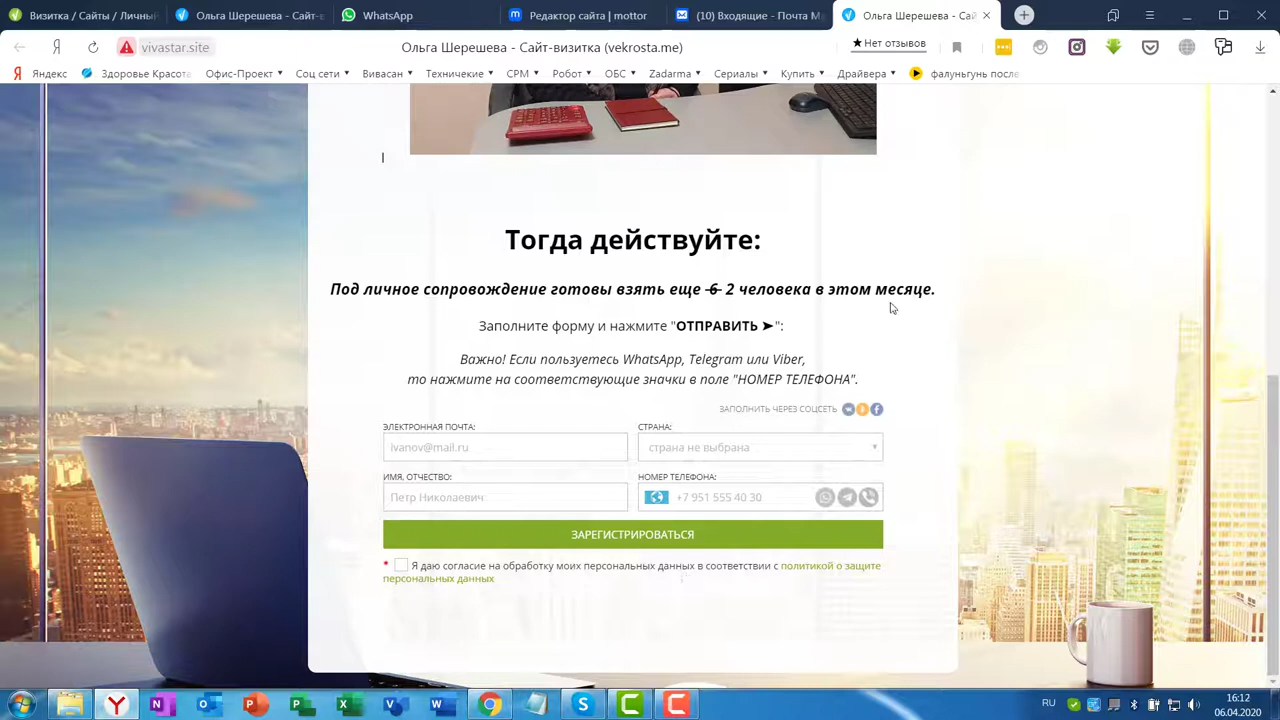 Визитка / Сайты / Личный
Ольга Шерешева - Сай
WhatsApp
Редактор сайта | mottor
(10) Входящие - Почта M
Ольга Шерешева - Сай
vivastar.site
Ольга Шерешева - Сайт-визитка (vekrosta.me)
Нет отзывов
Яндекс
Здоровье Красота
Офис-Проект
Соц сети
Вивасан
Техничекие
СРМ
Робот
ОБС
Zadarma
Сериалы
Купить
Драйвера
фалуньгунь после
Тогда действуйте:
Под личное сопровождение готовы взять еще 6 2 человека в этом месяце.
Заполните форму и нажмите "ОТПРАВИТЬ ➤":
Важно! Если пользуетесь WhatsApp, Telegram или Viber,
то нажмите на соответствующие значки в поле "НОМЕР ТЕЛЕФОНА".
ЗАПОЛНИТЬ ЧЕРЕЗ СОЦСЕТЬ
ЭЛЕКТРОННАЯ ПОЧТА:
СТРАНА:
ivanov@mail.ru
страна не выбрана
ИМЯ, ОТЧЕСТВО:
НОМЕР ТЕЛЕФОНА:
Петр Николаевич
+7 951 555 40 30
ЗАРЕГИСТРИРОВАТЬСЯ
* Я даю согласие на обработку моих персональных данных в соответствии с политикой о защите
персональных данных
RU
16:12
06.04.2020